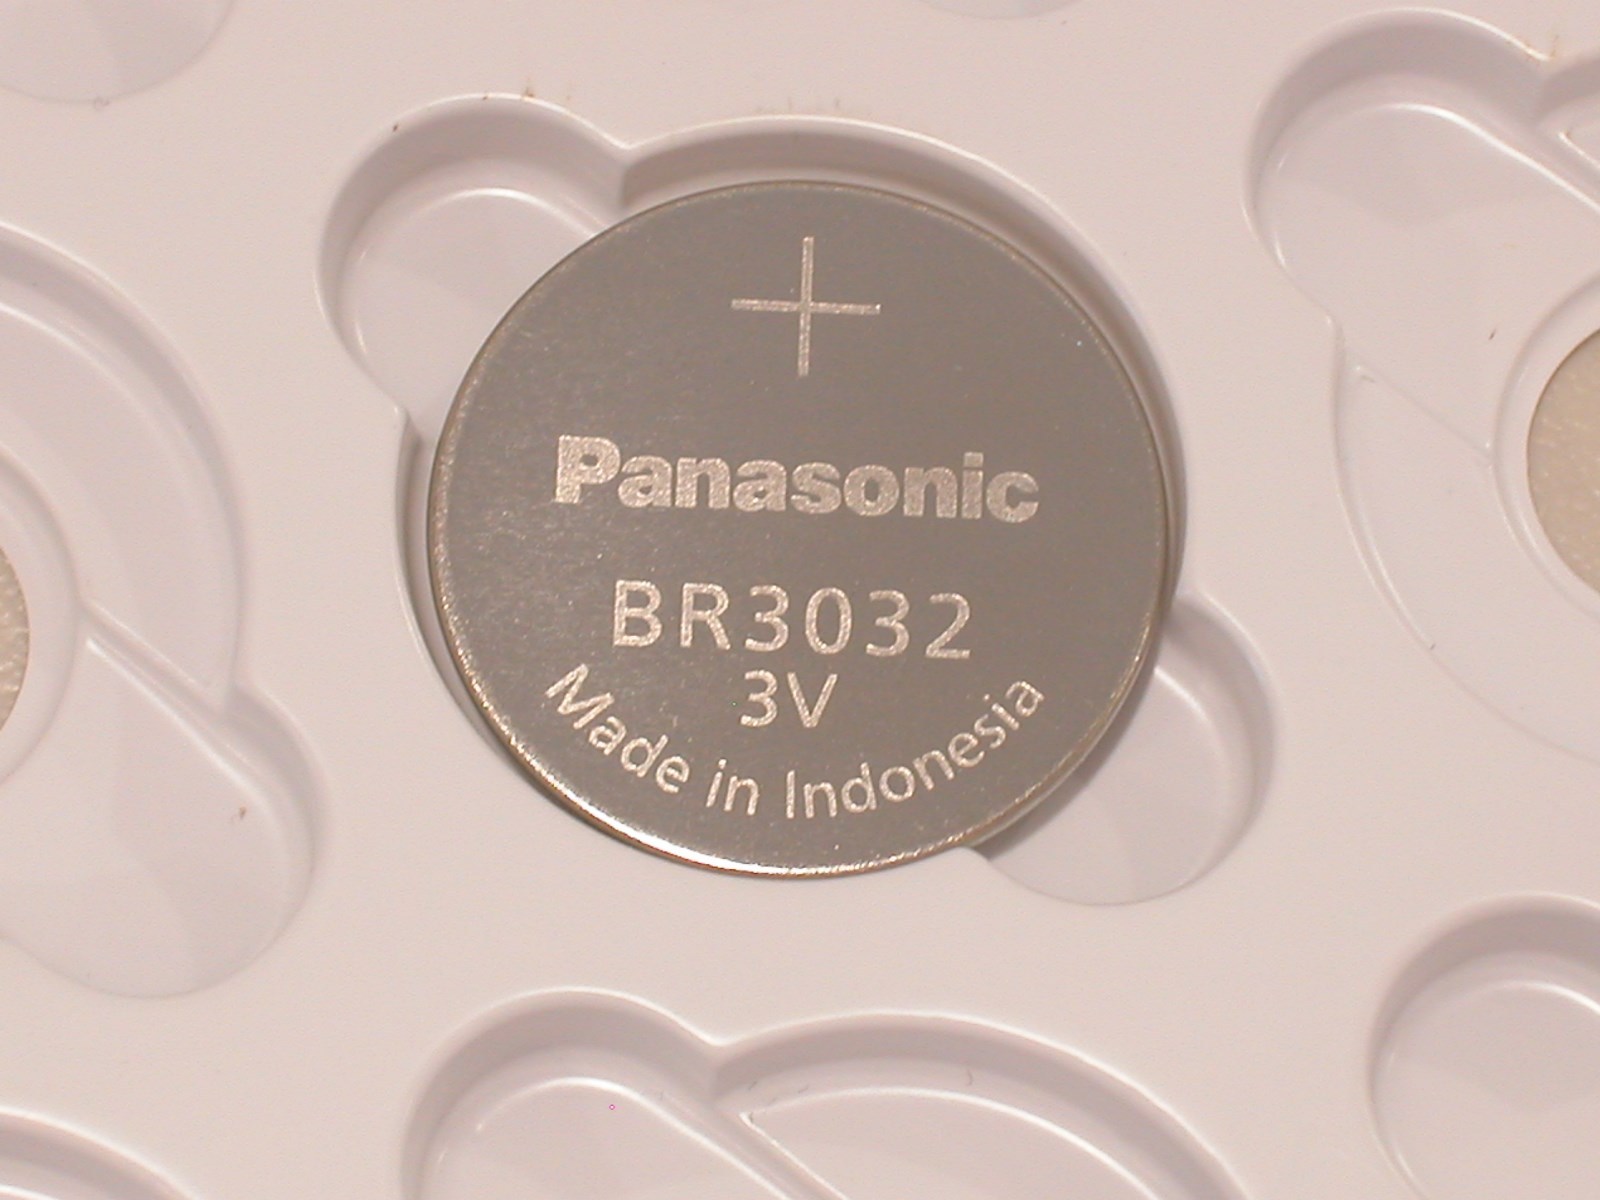 +
Panasonic
BR3032
3V
Made in Indonesia